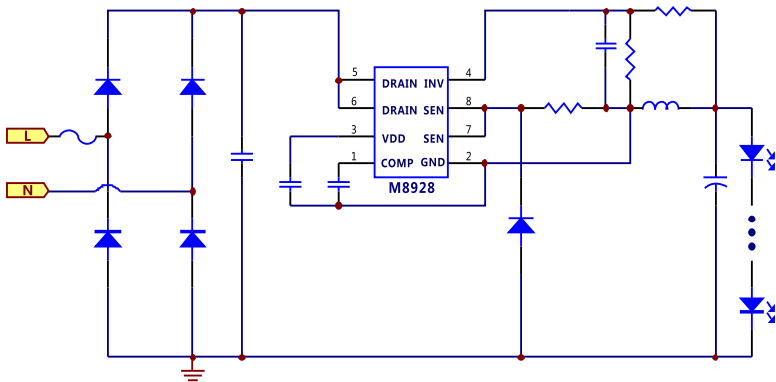 5 4
DRAIN INV
6 8
DRAIN SEN
L
3 7
VDD SEN
1 2
COMP GND
N
M8928